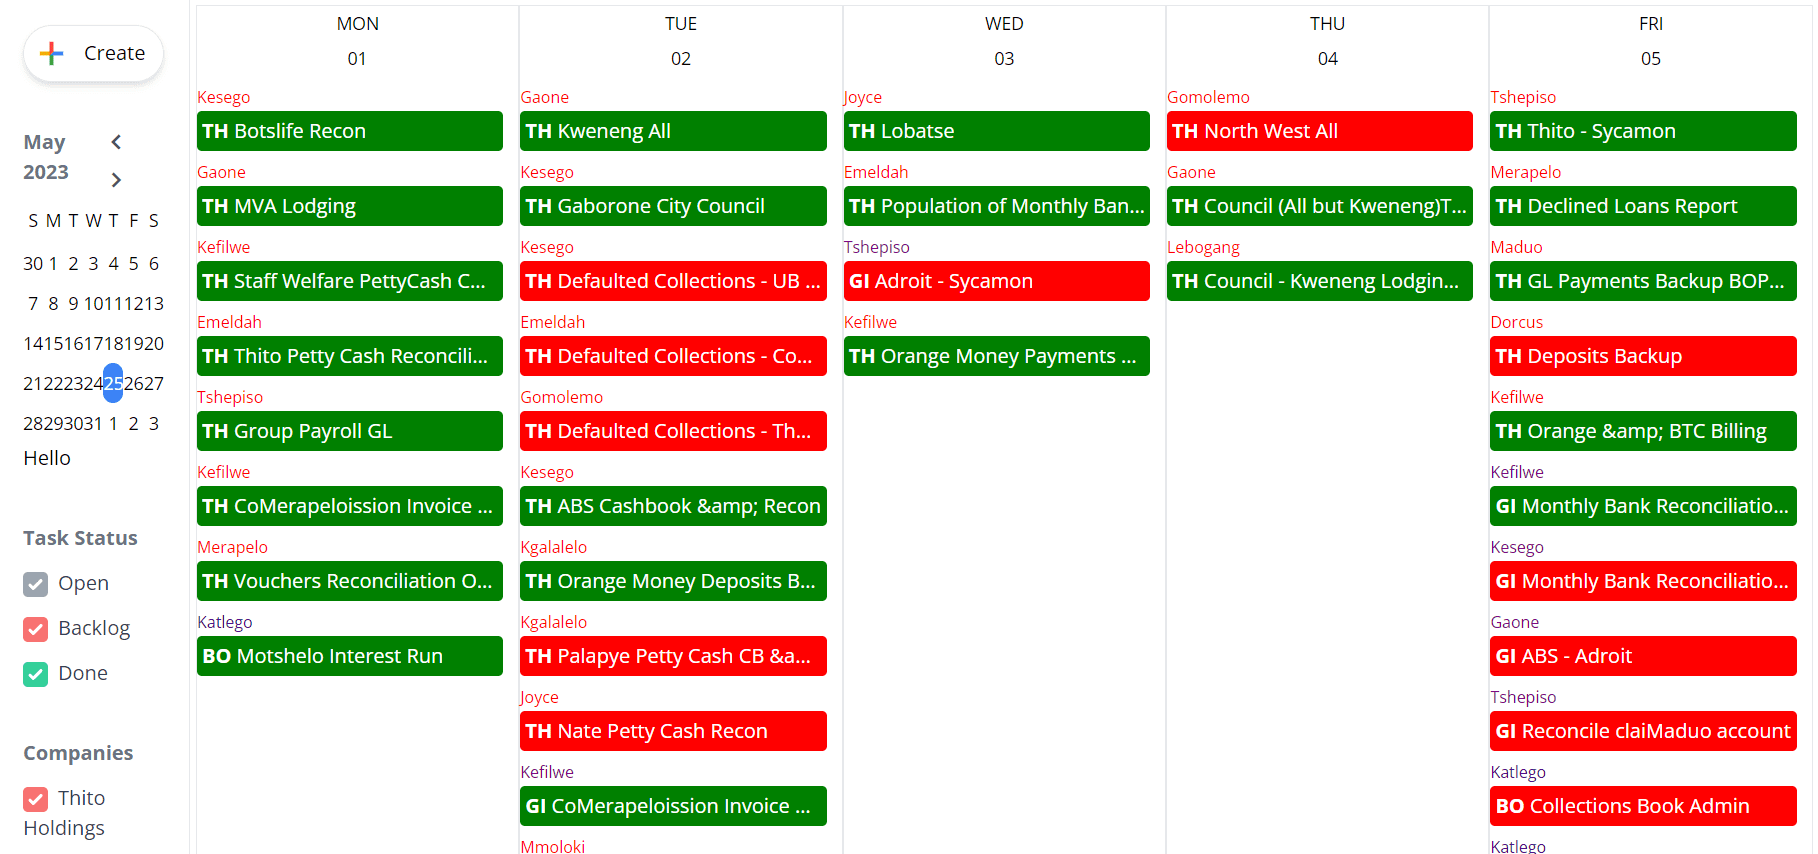 Create
May 2023
< >
S M T W T F S
30 1 2 3 4 5 6
7 8 9 10 11 12 13
14 15 16 17 18 19 20
21 22 23 24 25 26 27
28 29 30 31 1 2 3
Hello
Task Status
Open
Backlog
Done
Companies
Thito
Holdings
MON
01
Kesego
TH Botslife Recon
Gaone
TH MVA Lodging
Kefilwe
TH Staff Welfare PettyCash C...
Emeldah
TH Thito Petty Cash Reconcili...
Tshepiso
TH Group Payroll GL
Kefilwe
TH CoMerapeloission Invoice ...
Merapelo
TH Vouchers Reconciliation O...
Katlego
BO Motshelo Interest Run
TUE
02
Gaone
TH Kweneng All
Kesego
TH Gaborone City Council
Kesego
TH Defaulted Collections - UB ...
Emeldah
TH Defaulted Collections - Co...
Gomolemo
TH Defaulted Collections - Th...
Kesego
TH ABS Cashbook &amp; Recon
Kgalalelo
TH Orange Money Deposits B...
Kgalalelo
TH Palapye Petty Cash CB &a...
Joyce
TH Nate Petty Cash Recon
Kefilwe
GI CoMerapeloission Invoice ...
Mmoloki
WED
03
Joyce
TH Lobatse
Emeldah
TH Population of Monthly Ban...
Tshepiso
GI Adroit - Sycamon
Kefilwe
TH Orange Money Payments ...
THU
04
Gomolemo
TH North West All
Gaone
TH Council (All but Kweneng)T...
Lebogang
TH Council - Kweneng Lodgin...
FRI
05
Tshepiso
TH Thito - Sycamon
Merapelo
TH Declined Loans Report
Maduo
TH GL Payments Backup BOP...
Dorcus
TH Deposits Backup
Kefilwe
TH Orange &amp; BTC Billing
Kefilwe
GI Monthly Bank Reconciliatio...
Kesego
GI Monthly Bank Reconciliatio...
Gaone
GI ABS - Adroit
Tshepiso
GI Reconcile claiMaduo account
Katlego
BO Collections Book Admin
Katlego